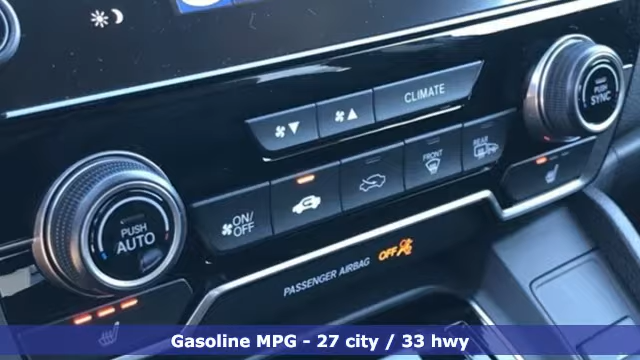 CLIMATE
PUSH
SYNC
FRONT
REAR
ON/
OFF
PUSH
AUTO
PASSENGER AIRBAG OFF
Gasoline MPG - 27 city / 33 hwy